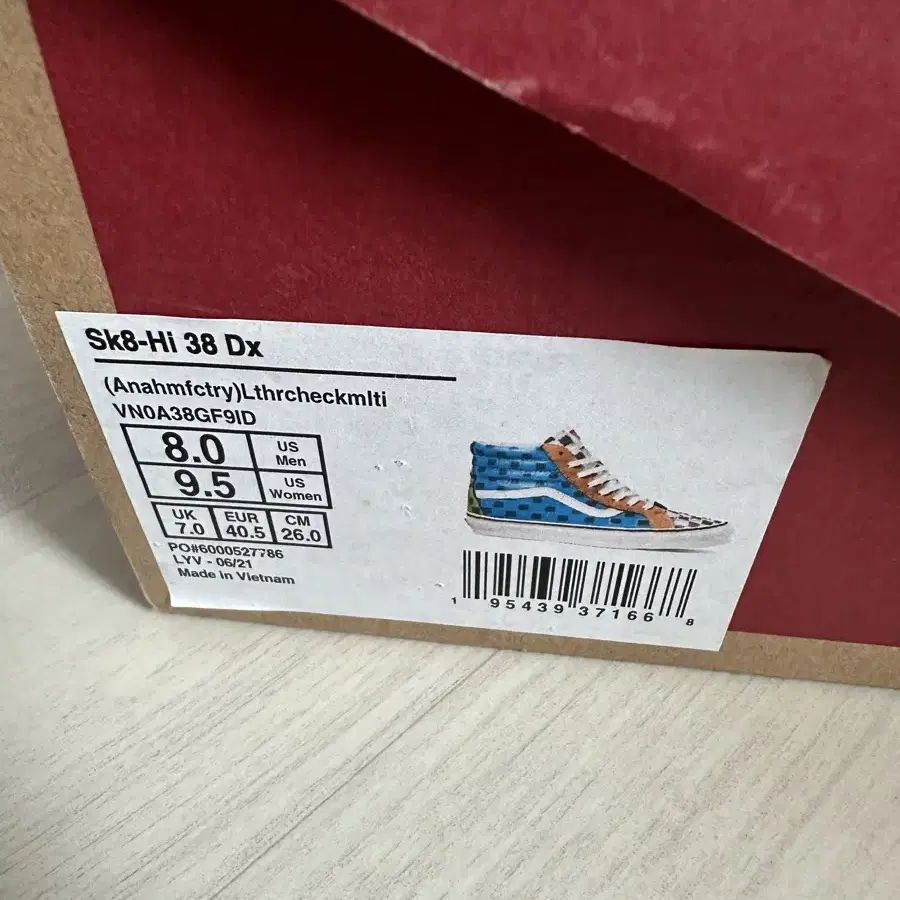 Sk8-Hi 38 Dx
(Anahmfctry)Lthrcheckmlti
VN0A38GF9ID
8.0 US Men
9.5 US Women
UK 7.0 EUR 40.5 CM 26.0
PO#6000527786
LYV - 06/21
Made in Vietnam
1 95439 37166 8